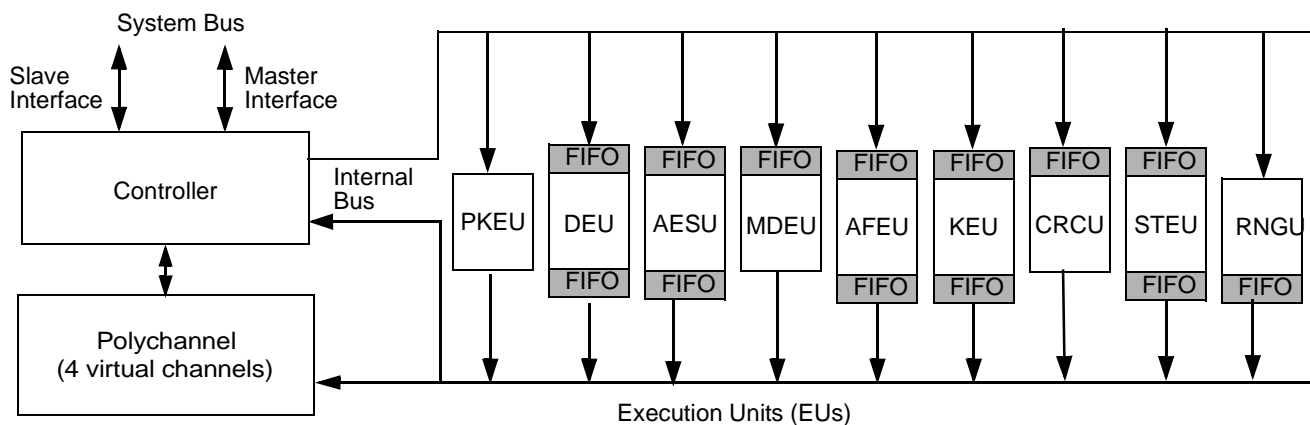 System Bus
Slave
Interface
Master
Interface
Controller
Internal
Bus
Polychannel
(4 virtual channels)
PKEU
FIFO
DEU
FIFO
FIFO
AESU
FIFO
FIFO
MDEU
FIFO
AFEU
FIFO
FIFO
KEU
FIFO
FIFO
CRCU
FIFO
STEU
FIFO
RNGU
FIFO
Execution Units (EUs)